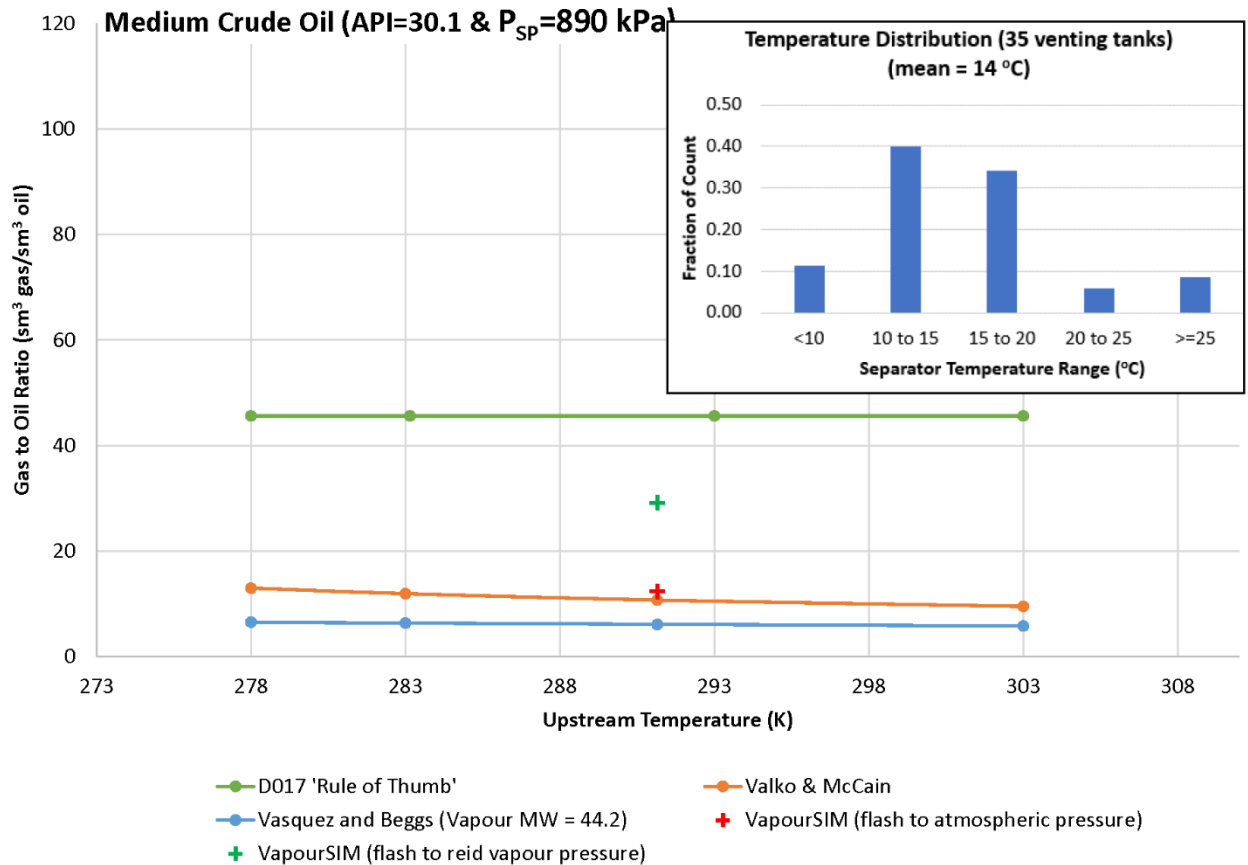 Medium Crude Oil (API=30.1 & P_SP=890 kPa)
Temperature Distribution (35 venting tanks)
(mean = 14 °C)
Fraction of Count
0.50
0.40
0.30
0.20
0.10
0.00
<10 10 to 15 15 to 20 20 to 25 >=25
Separator Temperature Range (°C)
Gas to Oil Ratio (sm³ gas/sm³ oil)
120
100
80
60
40
20
0
273 278 283 288 293 298 303 308
Upstream Temperature (K)
D017 'Rule of Thumb'
Valko & McCain
Vasquez and Beggs (Vapour MW = 44.2)
VapourSIM (flash to atmospheric pressure)
VapourSIM (flash to reid vapour pressure)